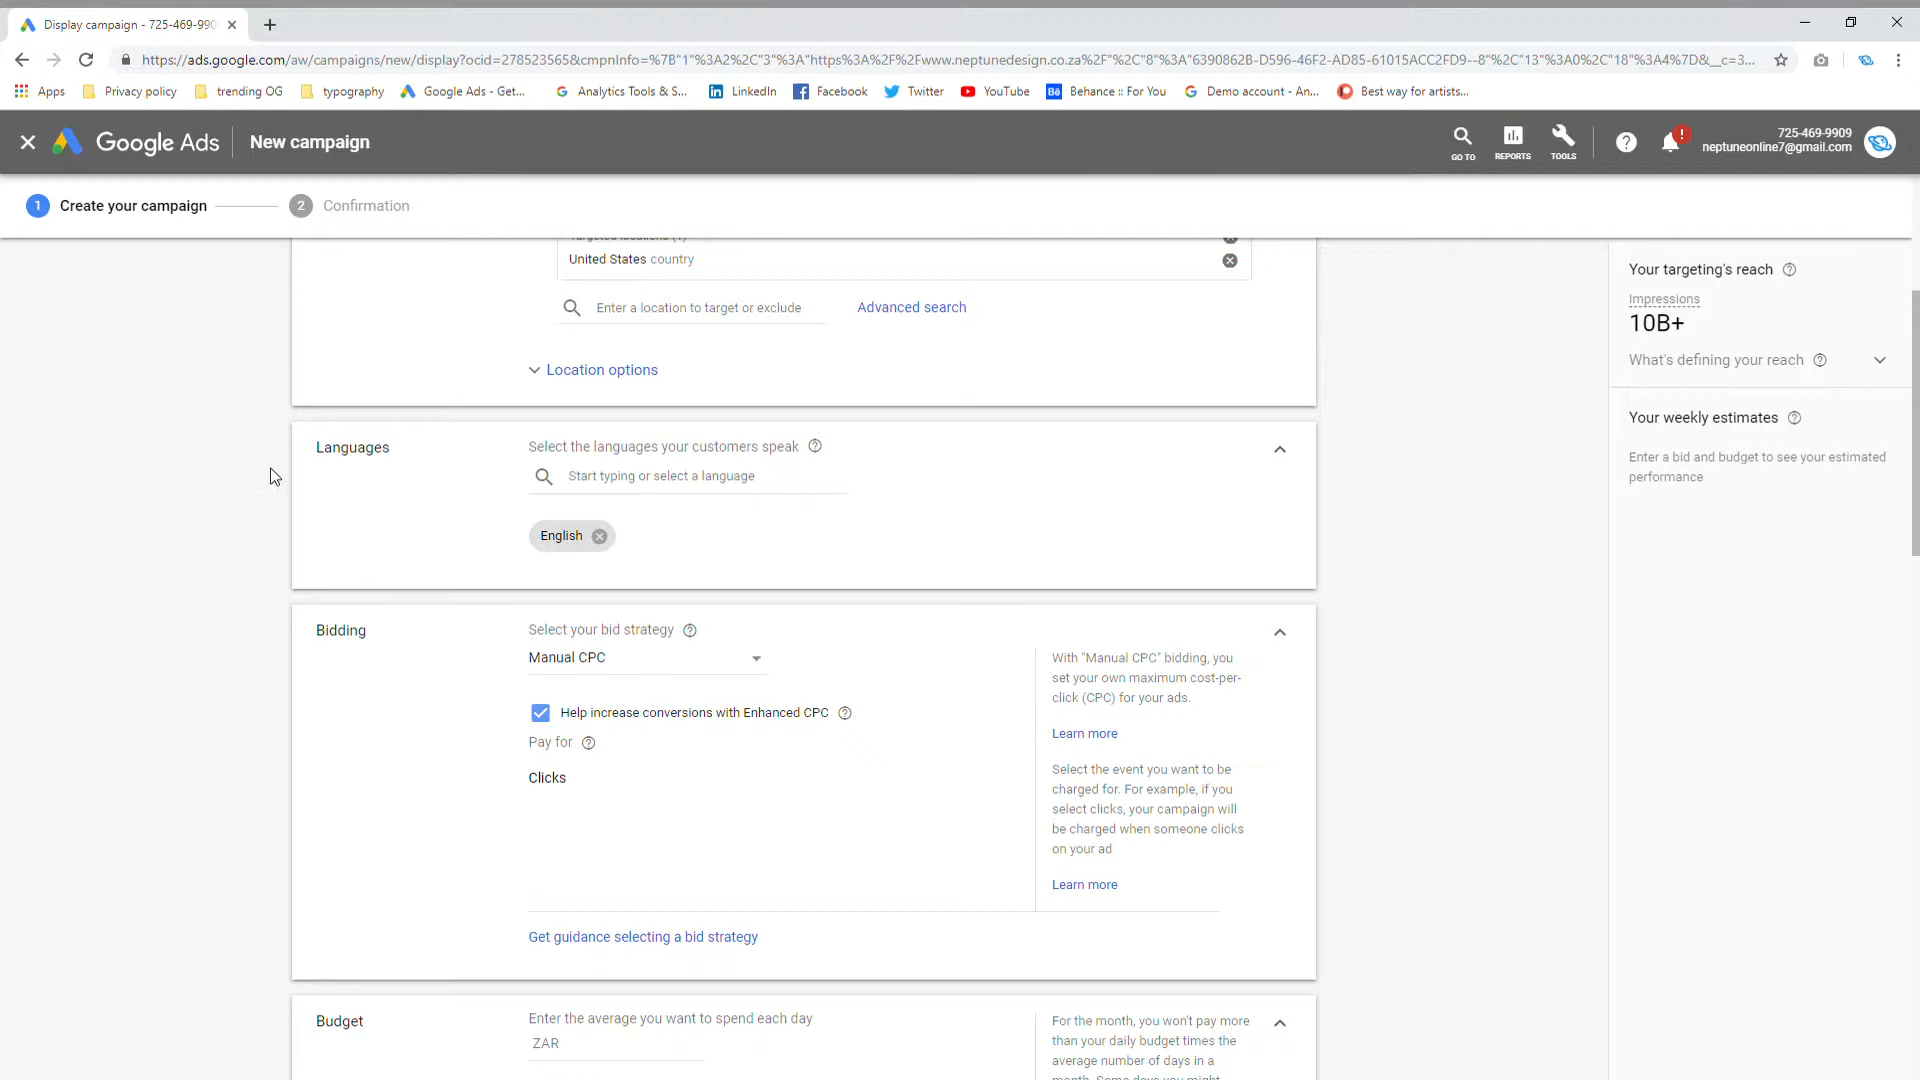 Display campaign - 725-469-990
https://ads.google.com/aw/campaigns/new/display?ocid=278523565&cmpnInfo=%7B"1"%3A2%2C"3"%3A"https%3A%2F%2Fwww.neptunedesign.co.za%2F"%2C"8"%3A"6390862B-D596-46F2-AD85-61015ACC2FD9--8"%2C"13"%3A0%2C"18"%3A4%7D&__c=3...
Apps Privacy policy trending OG typography Google Ads - Get... Analytics Tools & S... LinkedIn Facebook Twitter YouTube Behance :: For You Demo account - An... Best way for artists...
Google Ads New campaign
GO TO REPORTS TOOLS
725-469-9909
neptuneonline7@gmail.com
1 Create your campaign 2 Confirmation
Targeted locations (1)
United States country
Enter a location to target or exclude Advanced search
Location options
Languages
Select the languages your customers speak
Start typing or select a language
English
Bidding
Select your bid strategy
Manual CPC
Help increase conversions with Enhanced CPC
Pay for
Clicks
With "Manual CPC" bidding, you
set your own maximum cost-per-
click (CPC) for your ads.
Learn more
Select the event you want to be
charged for. For example, if you
select clicks, your campaign will
be charged when someone clicks
on your ad
Learn more
Get guidance selecting a bid strategy
Budget
Enter the average you want to spend each day
ZAR
For the month, you won't pay more
than your daily budget times the
average number of days in a
month. Some days you might
Your targeting's reach
Impressions
10B+
What's defining your reach
Your weekly estimates
Enter a bid and budget to see your estimated
performance